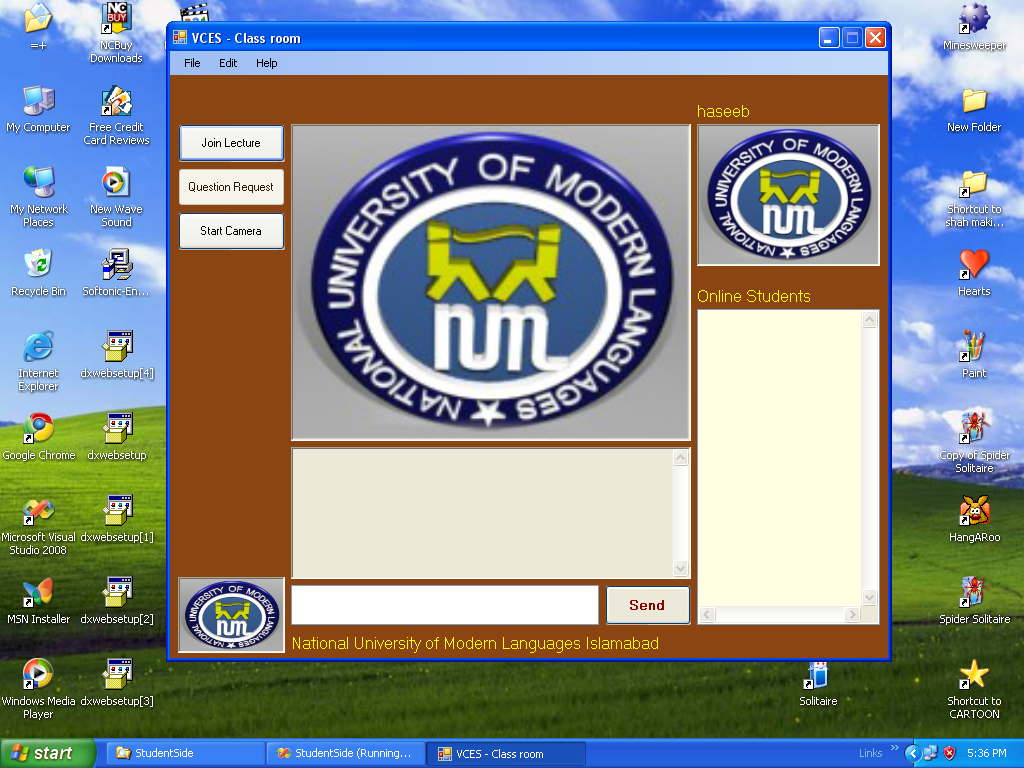 =+
NCBuy
Downloads
My Computer
Free Credit
Card Reviews
My Network
Places
New Wave
Sound
Recycle Bin
Softonic-En...
Internet
Explorer
dxwebsetup[4]
Google Chrome
dxwebsetup
Microsoft Visual
Studio 2008
dxwebsetup[1]
MSN Installer
dxwebsetup[2]
Windows Media
Player
dxwebsetup[3]
VCES - Class room
File Edit Help
Join Lecture
Question Request
Start Camera
NATIONAL UNIVERSITY OF MODERN LANGUAGES
num
haseeb
NATIONAL UNIVERSITY OF MODERN LANGUAGES
num
Online Students
NATIONAL UNIVERSITY OF MODERN LANGUAGES
num
Send
National University of Modern Languages Islamabad
Minesweeper
New Folder
Shortcut to
shah maki...
Hearts
Paint
Copy of Spider
Solitaire
HangARoo
Spider Solitaire
Solitaire
Shortcut to
CARTOON
start
StudentSide
StudentSide (Running...
VCES - Class room
Links »
5:36 PM